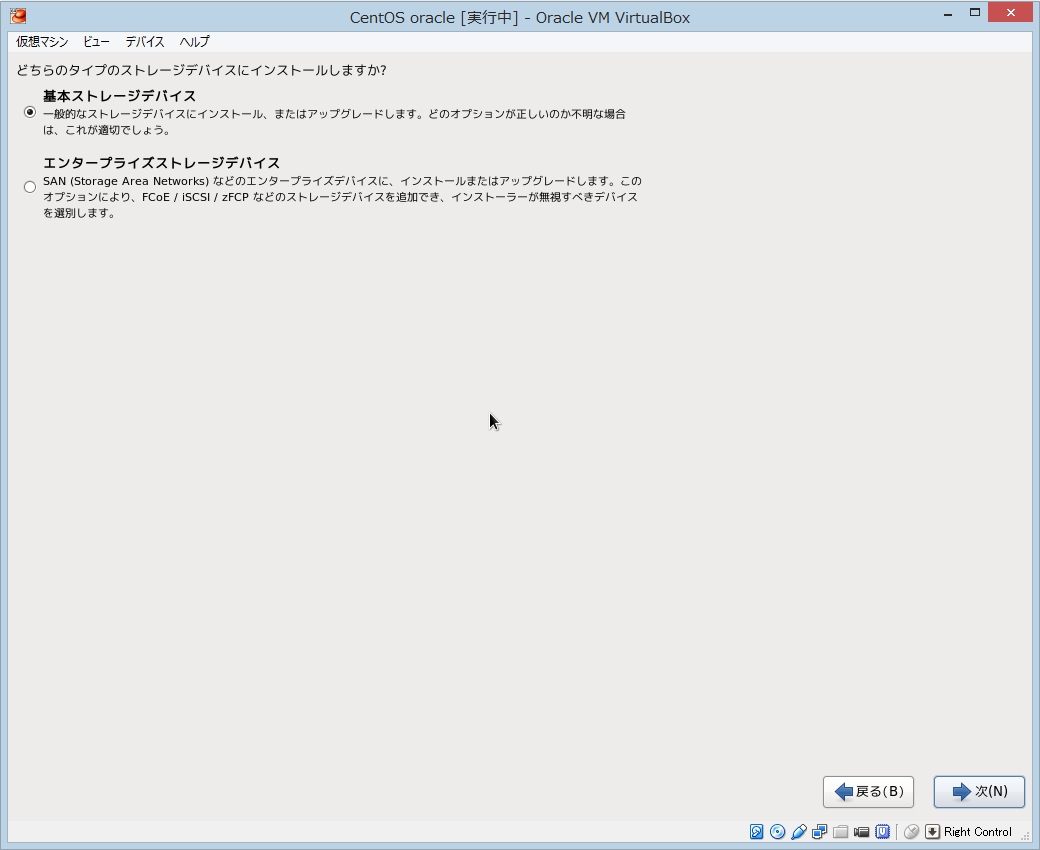 CentOS oracle [実行中] - Oracle VM VirtualBox
仮想マシン ビュー デバイス ヘルプ
どちらのタイプのストレージデバイスにインストールしますか?
基本ストレージデバイス
一般的なストレージデバイスにインストール、またはアップグレードします。どのオプションが正しいのか不明な場合
は、これが適切でしょう。
エンタープライズストレージデバイス
SAN (Storage Area Networks) などのエンタープライズデバイスに、インストールまたはアップグレードします。この
オプションにより、FCoE / iSCSI / zFCP などのストレージデバイスを追加でき、インストーラーが無視すべきデバイス
を選別します。
戻る(B) 次(N)
Right Control